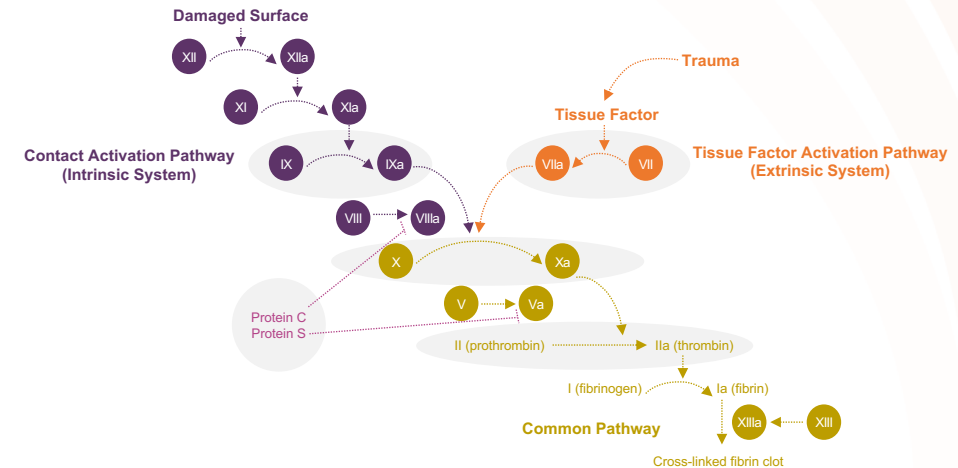 Damaged Surface
XII
XIIa
Trauma
XI
XIa
Tissue Factor
Contact Activation Pathway
(Intrinsic System)
IX
IXa
VIIa
VII
Tissue Factor Activation Pathway
(Extrinsic System)
VIII
VIIIa
X
Xa
V
Va
Protein C
Protein S
II (prothrombin)
IIa (thrombin)
I (fibrinogen)
Ia (fibrin)
Common Pathway
XIIIa
XIII
Cross-linked fibrin clot